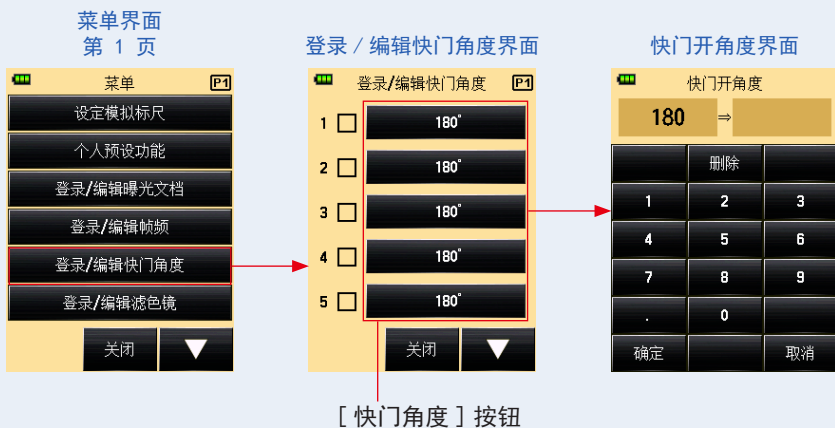 菜单界面
第 1 页
菜单
P1
设定模拟标尺
个人预设功能
登录/编辑曝光文档
登录/编辑帧频
登录/编辑快门角度
登录/编辑滤色镜
关闭
登录 / 编辑快门角度界面
登录/编辑快门角度
P1
1 180°
2 180°
3 180°
4 180°
5 180°
关闭
[ 快门角度 ] 按钮
快门开角度界面
快门开角度
180 ⇒
删除
1 2 3
4 5 6
7 8 9
. 0
确定 取消